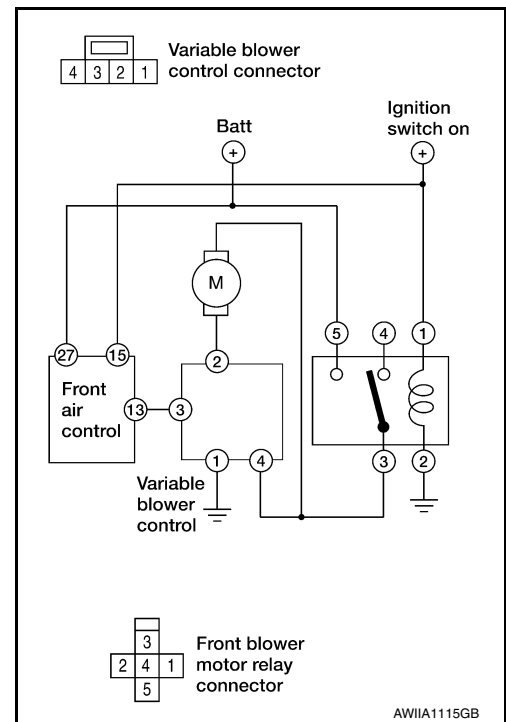 Variable blower
control connector
4 3 2 1
Ignition
switch on
Batt
+
+
M
5 4 1
27 15
2
Front
air
control
13 3
1 4
3 2
Variable
blower
control
3
2 4 1
5
Front blower
motor relay
connector
AWIIA1115GB